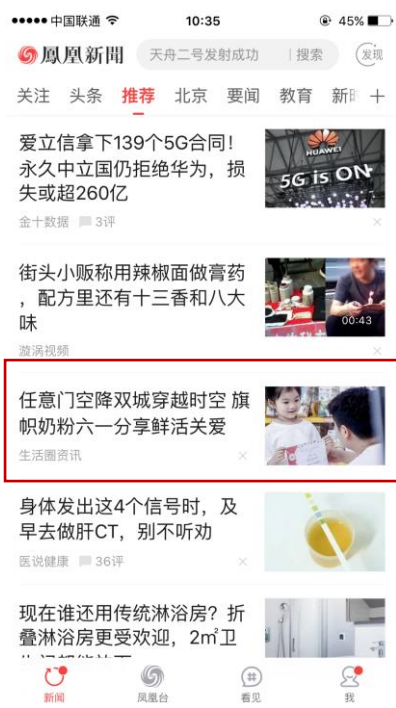 中国联通 10:35 45%
鳳凰新聞 天舟二号发射成功 | 搜索 发现
关注 头条 推荐 北京 要闻 教育 新 +
爱立信拿下139个5G合同!
永久中立国仍拒绝华为，损
失或超260亿
金十数据 3评
HUAWEI
5G is ON
街头小贩称用辣椒面做膏药
，配方里还有十三香和八大
味
漩涡视频
00:43
任意门空降双城穿越时空 旗
帜奶粉六一分享鲜活关爱
生活圈资讯
身体发出这4个信号时，及
早去做肝CT，别不听劝
医说健康 36评
现在谁还用传统淋浴房？折
叠淋浴房更受欢迎，2㎡卫
新闻 凤凰台 看见 我